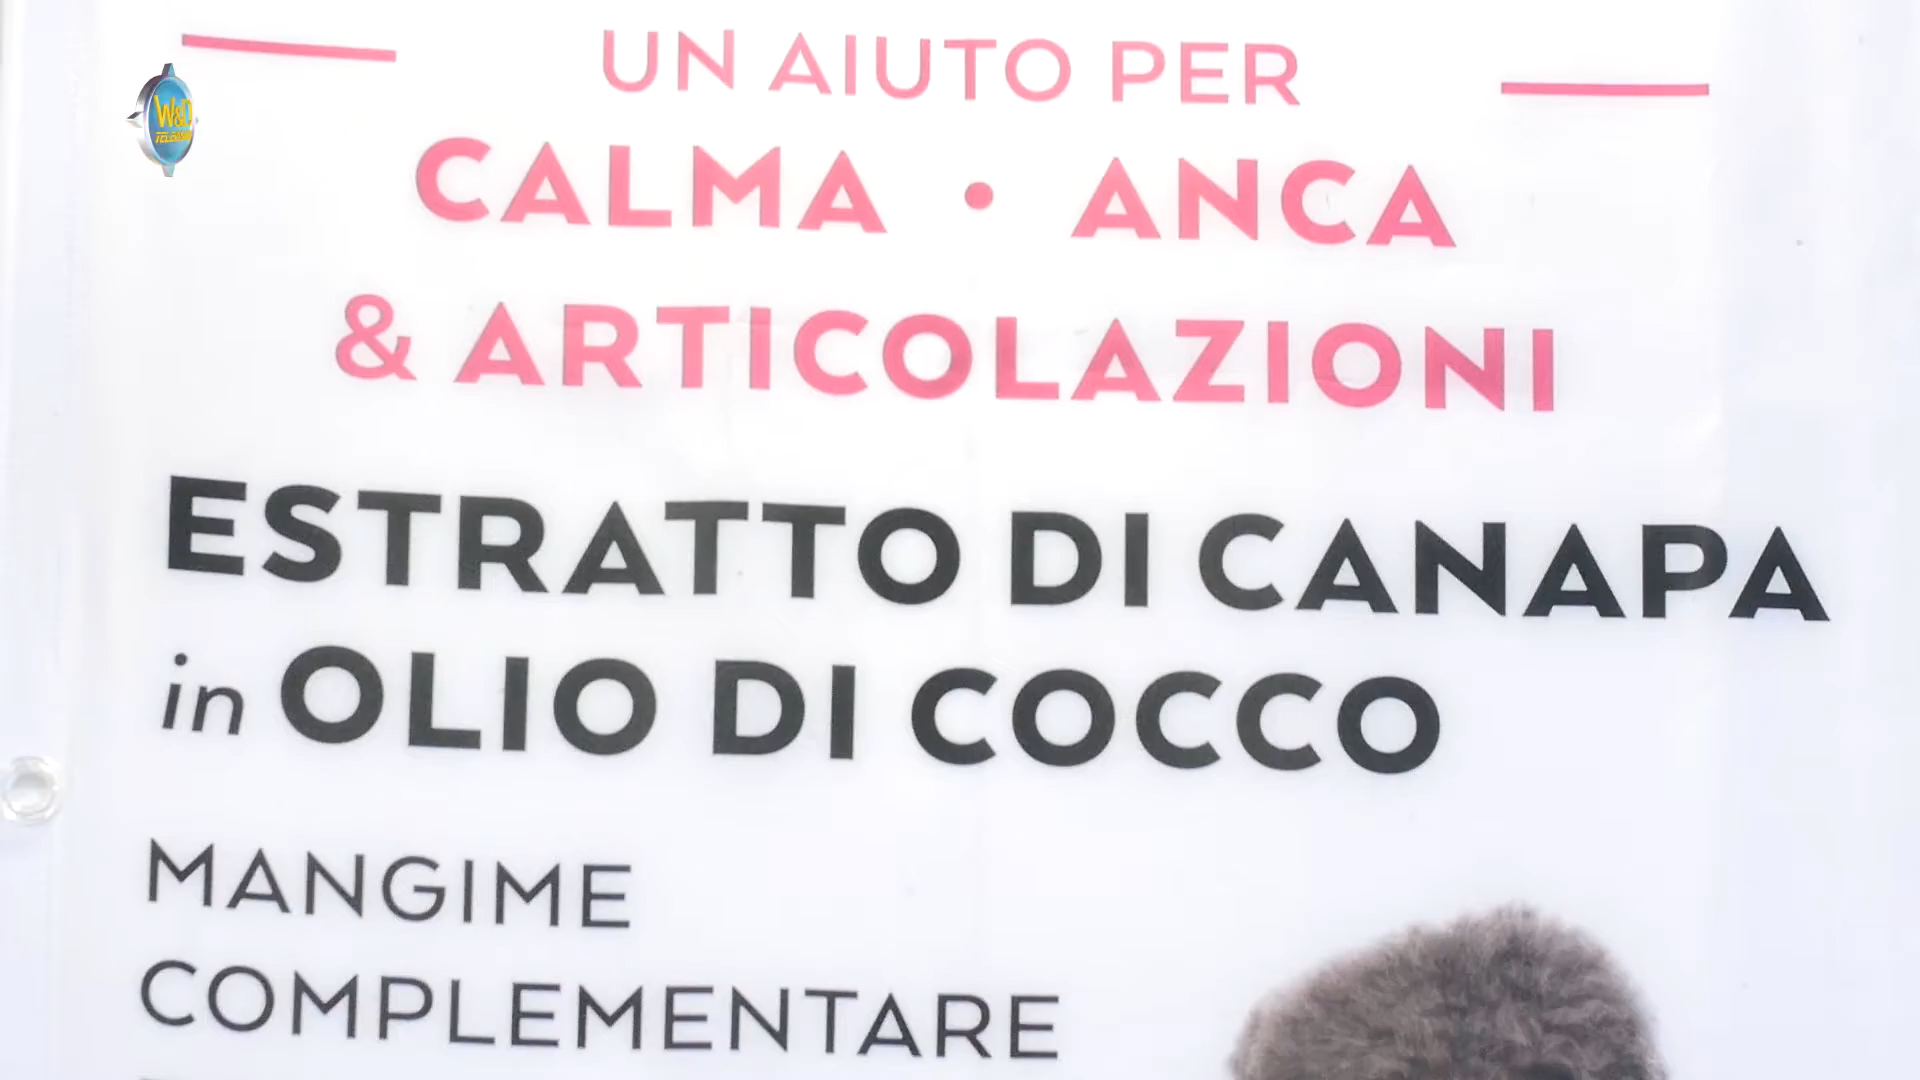 UN AIUTO PER
CALMA • ANCA
& ARTICOLAZIONI
ESTRATTO DI CANAPA
in OLIO DI COCCO
MANGIME
COMPLEMENTARE
W&D